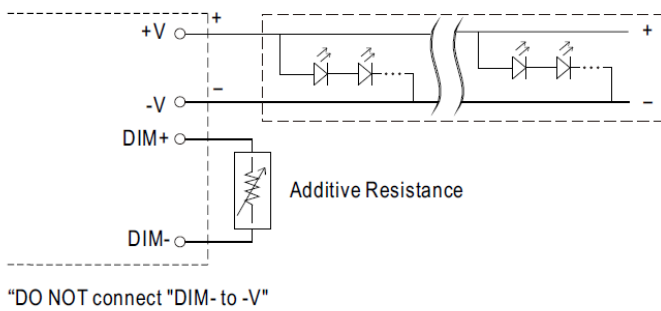 +V
+
+
-V
–
–
DIM+
Additive Resistance
DIM-
“DO NOT connect "DIM- to -V"